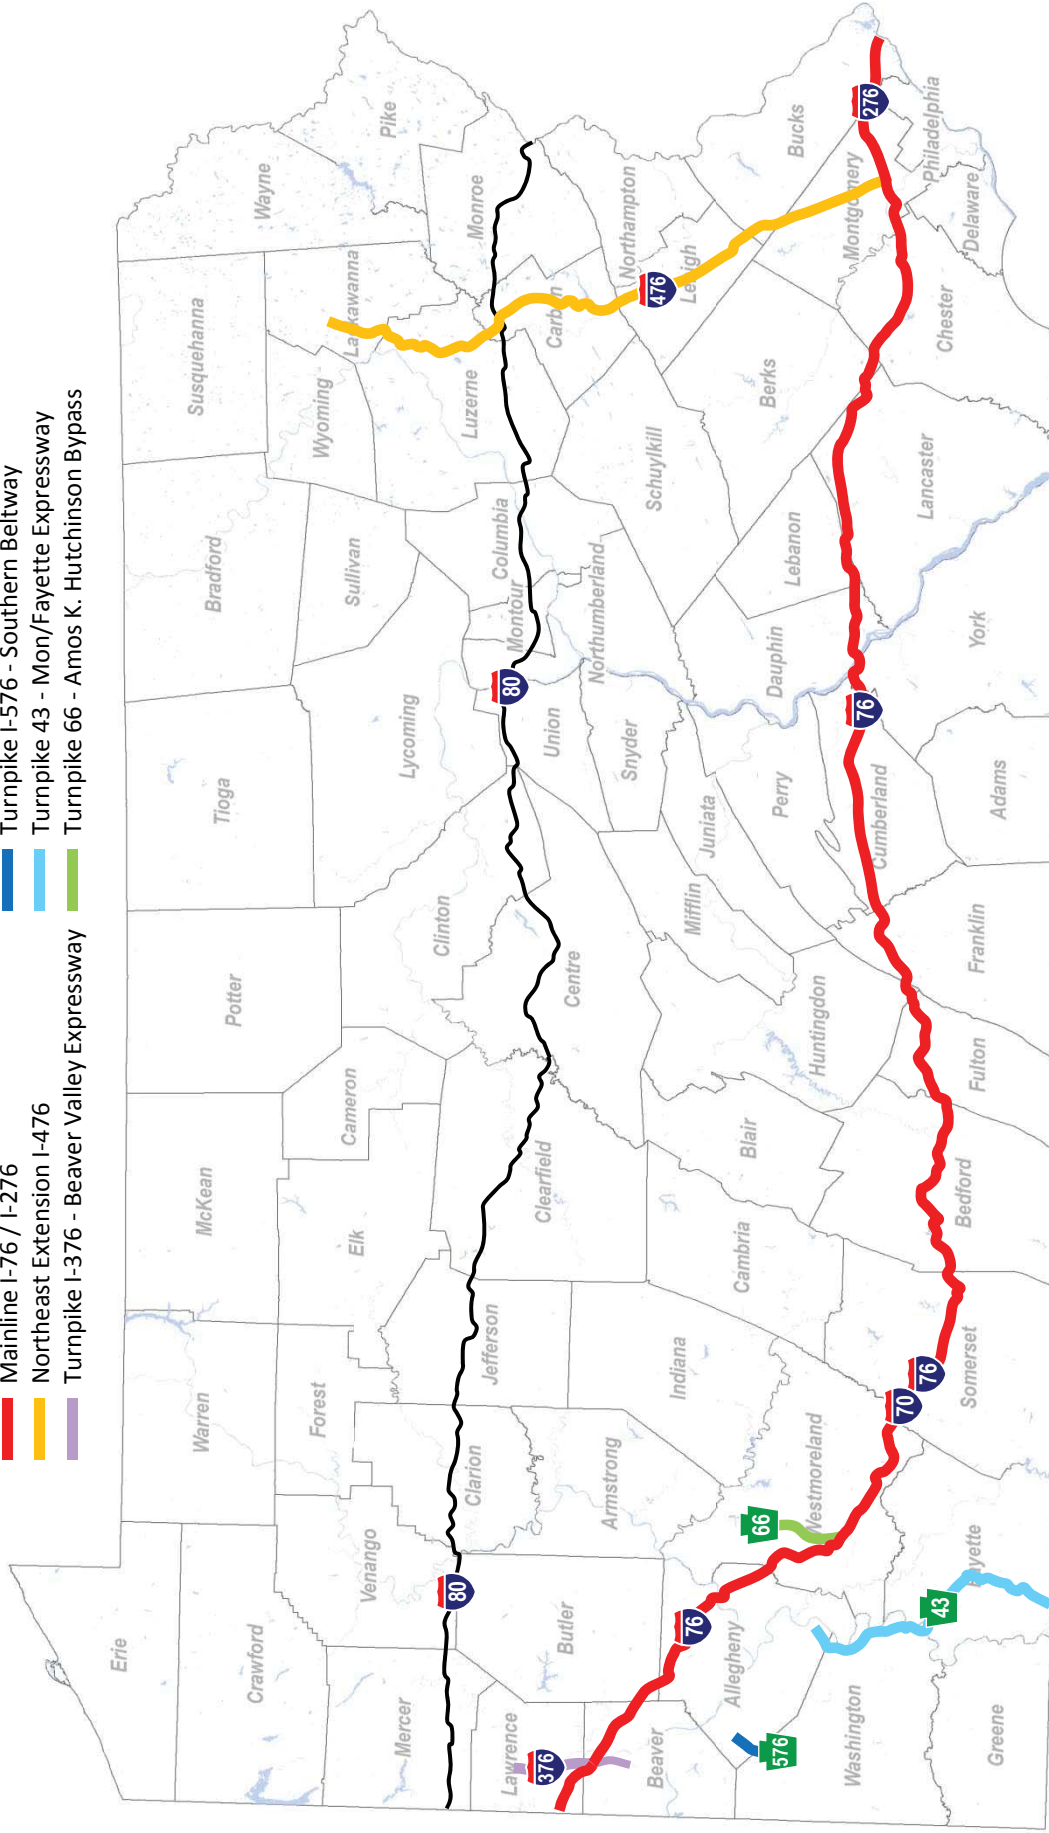 Mainline I-76 / I-276
Northeast Extension I-476
Turnpike I-376 - Beaver Valley Expressway
Turnpike I-576 - Southern Beltway
Turnpike 43 - Mon/Fayette Expressway
Turnpike 66 - Amos K. Hutchinson Bypass
Erie
Crawford
Warren
McKean
Potter
Tioga
Bradford
Susquehanna
Wayne
Mercer
Venango
Forest
Elk
Cameron
Clinton
Lycoming
Sullivan
Wyoming
Lackawanna
Pike
Lawrence
Butler
Clarion
Jefferson
Clearfield
Centre
Union
Montour
Columbia
Luzerne
Monroe
Beaver
Allegheny
Armstrong
Indiana
Cambria
Blair
Huntingdon
Mifflin
Juniata
Snyder
Perry
Northumberland
Dauphin
Schuylkill
Lebanon
Carbon
Northampton
Lehigh
Berks
Bucks
Montgomery
Washington
Westmoreland
Greene
Fayette
Somerset
Bedford
Fulton
Franklin
Cumberland
Adams
York
Lancaster
Chester
Delaware
Philadelphia
80
80
376
76
576
43
66
70
76
76
476
276